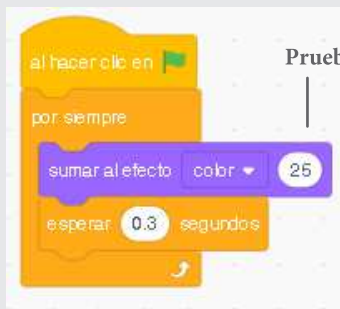 al hacer clic en
Prueb
por siempre
sumar al efecto color 25
esperar 0.3 segundos